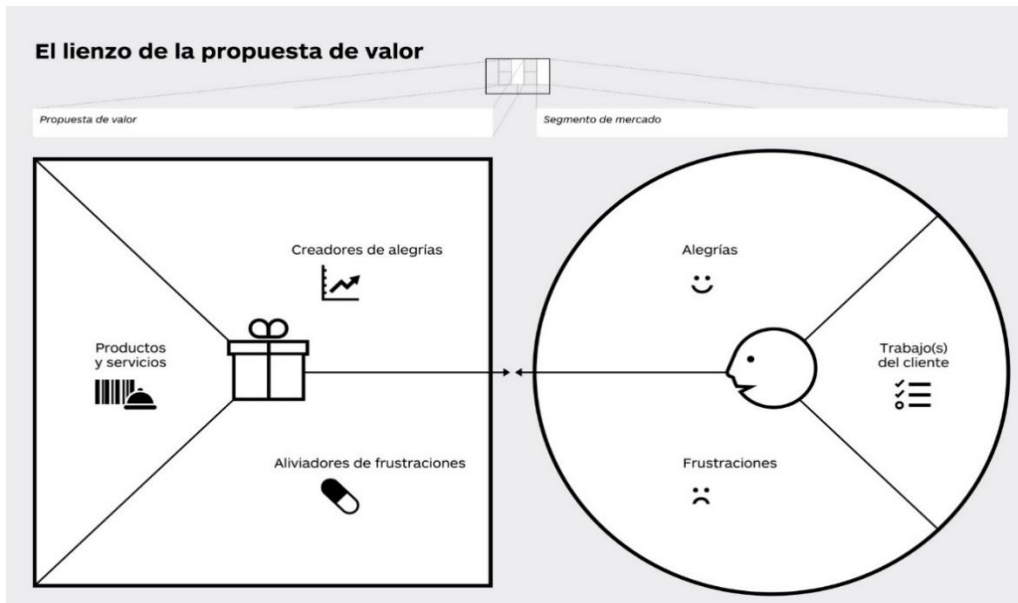 El lienzo de la propuesta de valor
Propuesta de valor
Segmento de mercado
Creadores de alegrías
Productos
y servicios
Aliviadores de frustraciones
Alegrías
Trabajo(s)
del cliente
Frustraciones